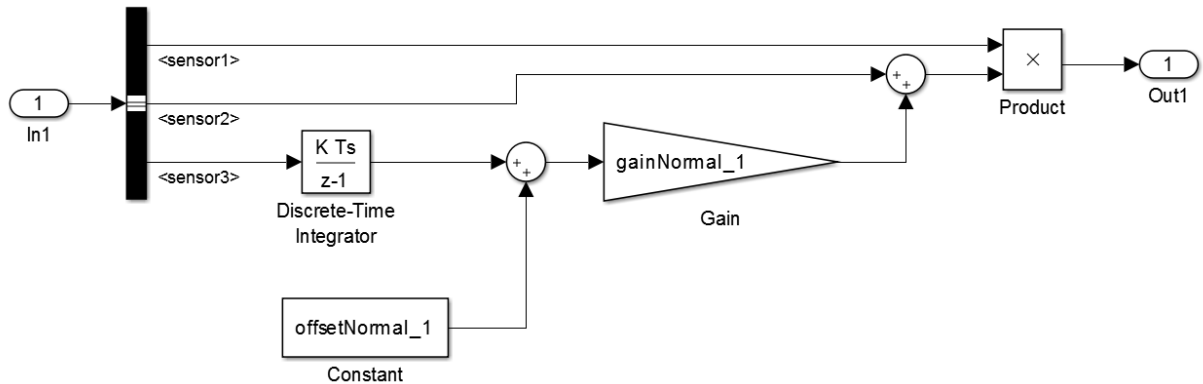 1
In1
<sensor1>
<sensor2>
<sensor3>
K Ts
z-1
Discrete-Time
Integrator
+
+
offsetNormal_1
Constant
gainNormal_1
Gain
+
+
×
Product
1
Out1